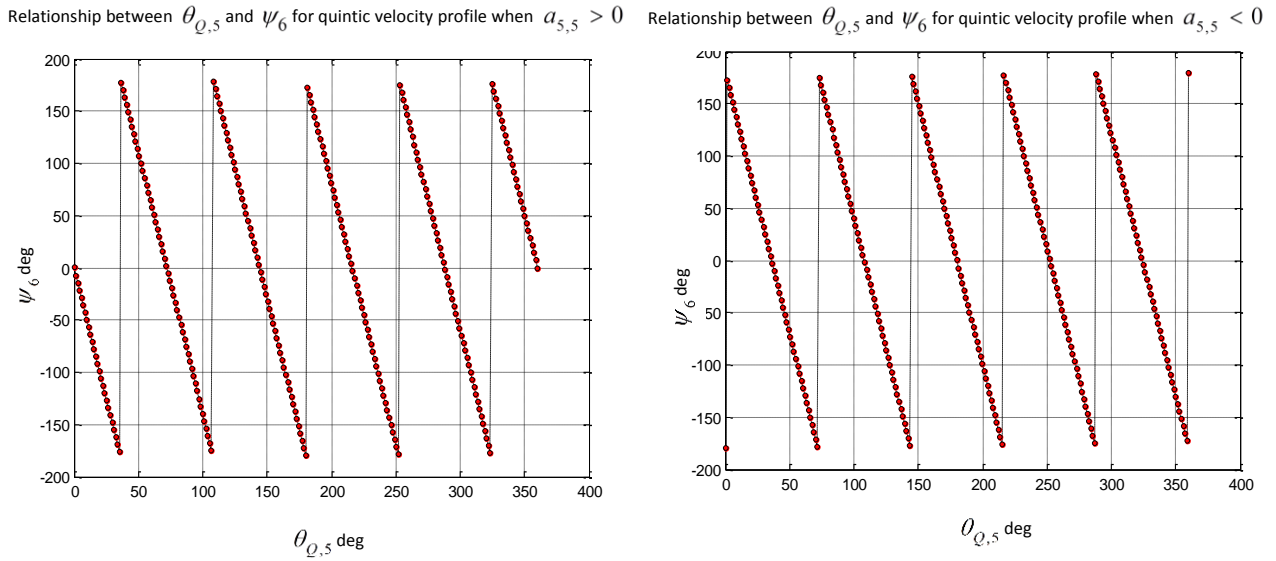 Relationship between θ_{Q,5} and ψ_6 for quintic velocity profile when a_{5,5} > 0
200
150
100
50
0
-50
-100
-150
-200
ψ_6 deg
0 50 100 150 200 250 300 350 400
θ_{Q,5} deg
Relationship between θ_{Q,5} and ψ_6 for quintic velocity profile when a_{5,5} < 0
200
150
100
50
0
-50
-100
-150
-200
ψ_6 deg
0 50 100 150 200 250 300 350 400
θ_{Q,5} deg